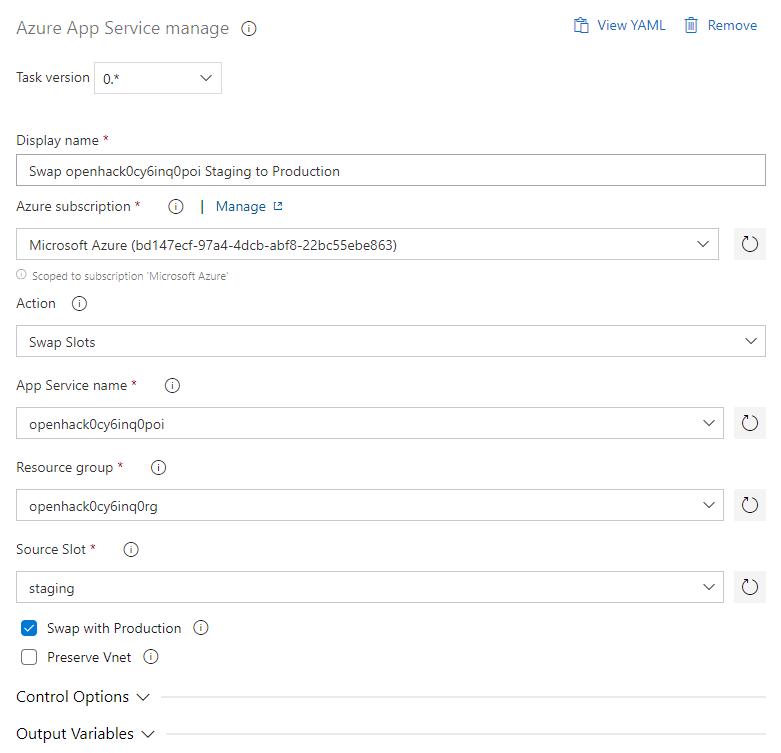 Azure App Service manage
View YAML
Remove
Task version 0.*
Display name *
Swap openhack0cy6inq0poi Staging to Production
Azure subscription * | Manage
Microsoft Azure (bd147ecf-97a4-4dcb-abf8-22bc55ebe863)
Scoped to subscription 'Microsoft Azure'
Action
Swap Slots
App Service name *
openhack0cy6inq0poi
Resource group *
openhack0cy6inq0rg
Source Slot *
staging
Swap with Production
Preserve Vnet
Control Options
Output Variables